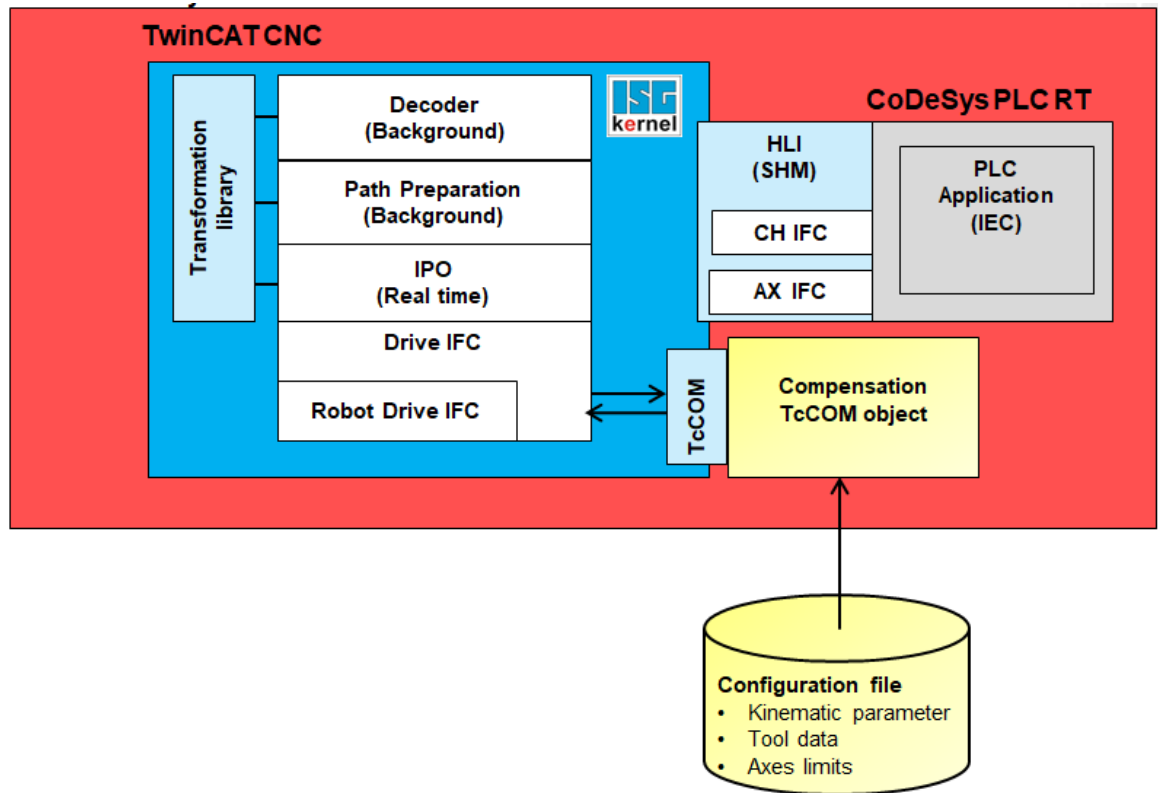 TwinCAT CNC
Transformation
library
Decoder
(Background)
Path Preparation
(Background)
IPO
(Real time)
Drive IFC
Robot Drive IFC
ISG
kernel
CoDeSys PLC RT
HLI
(SHM)
CH IFC
AX IFC
PLC
Application
(IEC)
TcCOM
Compensation
TcCOM object
Configuration file
• Kinematic parameter
• Tool data
• Axes limits